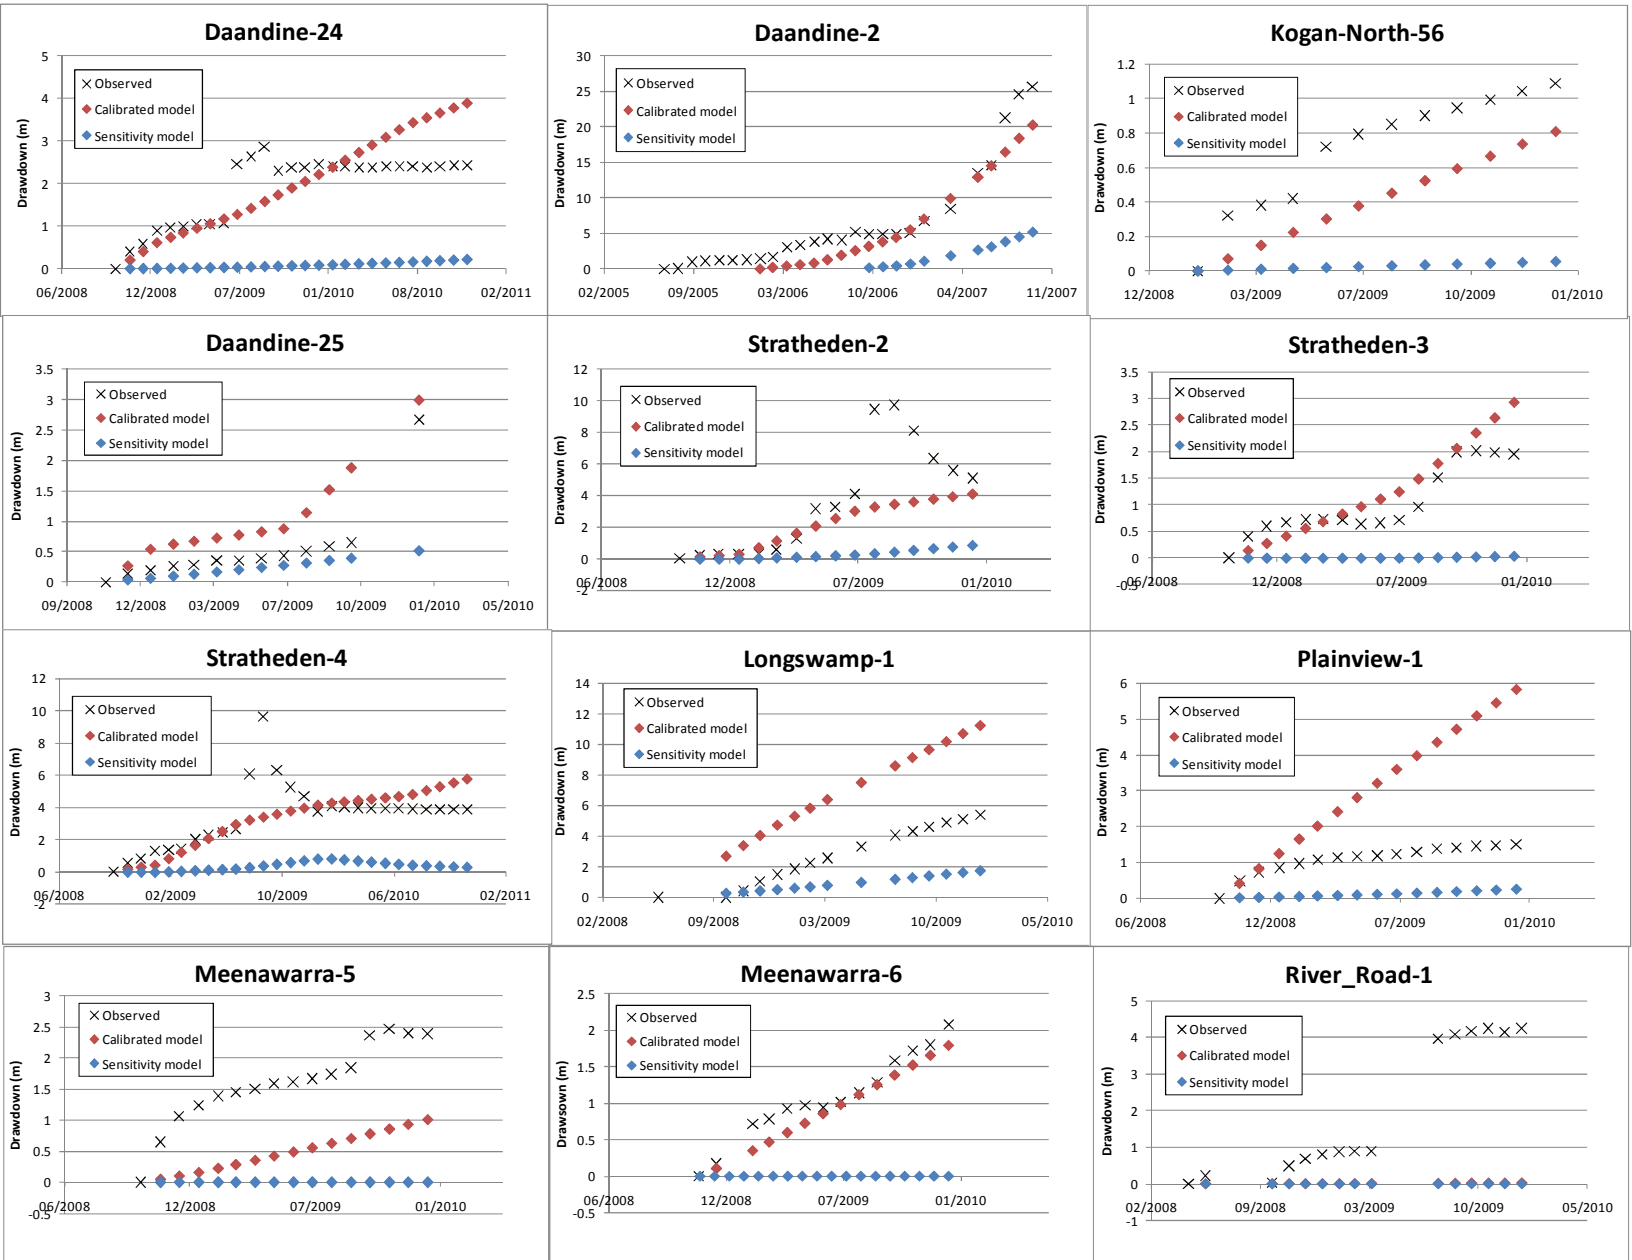 Daandine-24
5
4
3
2
1
0
Drawdown (m)
Observed
Calibrated model
Sensitivity model
06/2008 12/2008 07/2009 01/2010 08/2010 02/2011
Daandine-2
30
25
20
15
10
5
0
Drawdown (m)
Observed
Calibrated model
Sensitivity model
02/2005 09/2005 03/2006 10/2006 04/2007 11/2007
Kogan-North-56
1.2
1
0.8
0.6
0.4
0.2
0
Drawdown (m)
Observed
Calibrated model
Sensitivity model
12/2008 03/2009 07/2009 10/2009 01/2010
Daandine-25
3.5
3
2.5
2
1.5
1
0.5
0
Drawdown (m)
Observed
Calibrated model
Sensitivity model
09/2008 12/2008 03/2009 07/2009 10/2009 01/2010 05/2010
Stratheden-2
12
10
8
6
4
2
0
-2
Drawdown (m)
Observed
Calibrated model
Sensitivity model
06/2008 12/2008 07/2009 01/2010
Stratheden-3
3.5
3
2.5
2
1.5
1
0.5
0
-0.5
Drawdown (m)
Observed
Calibrated model
Sensitivity model
06/2008 12/2008 07/2009 01/2010
Stratheden-4
12
10
8
6
4
2
0
-2
Drawdown (m)
Observed
Calibrated model
Sensitivity model
06/2008 02/2009 10/2009 06/2010 02/2011
Longswamp-1
14
12
10
8
6
4
2
0
Drawdown (m)
Observed
Calibrated model
Sensitivity model
02/2008 09/2008 03/2009 10/2009 05/2010
Plainview-1
6
5
4
3
2
1
0
Drawdown (m)
Observed
Calibrated model
Sensitivity model
06/2008 12/2008 07/2009 01/2010
Meenawarra-5
3
2.5
2
1.5
1
0.5
0
-0.5
Drawdown (m)
Observed
Calibrated model
Sensitivity model
06/2008 12/2008 07/2009 01/2010
Meenawarra-6
2.5
2
1.5
1
0.5
0
-0.5
Drawsown (m)
Observed
Calibrated model
Sensitivity model
06/2008 12/2008 07/2009 01/2010
River_Road-1
5
4
3
2
1
0
-1
Drawdown (m)
Observed
Calibrated model
Sensitivity model
02/2008 09/2008 03/2009 10/2009 05/2010